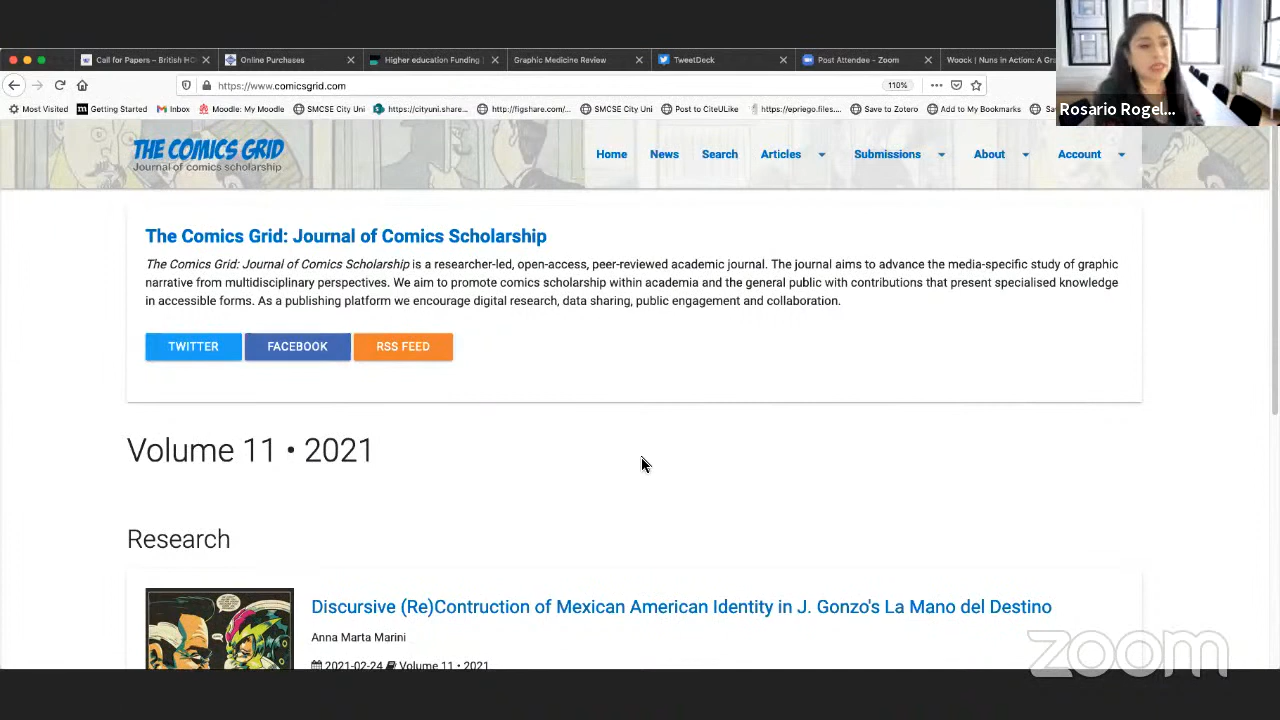 Call for Papers – British HC
Online Purchases
Higher education Funding
Graphic Medicine Review
TweetDeck
Post Attendee - Zoom
Woock | Nuns in Action: A Gra
https://www.comicsgrid.com
110%
Most Visited
Getting Started
Inbox
Moodle: My Moodle
SMCSE City Uni
https://cityuni.share...
http://figshare.com/...
SMCSE City Uni
Post to CiteULike
https://epriego.files....
Save to Zotero
Add to My Bookmarks
Rosario Rogel...
THE COMICS GRID
Journal of comics scholarship
Home
News
Search
Articles
Submissions
About
Account
The Comics Grid: Journal of Comics Scholarship
The Comics Grid: Journal of Comics Scholarship is a researcher-led, open-access, peer-reviewed academic journal. The journal aims to advance the media-specific study of graphic
narrative from multidisciplinary perspectives. We aim to promote comics scholarship within academia and the general public with contributions that present specialised knowledge
in accessible forms. As a publishing platform we encourage digital research, data sharing, public engagement and collaboration.
TWITTER
FACEBOOK
RSS FEED
Volume 11 • 2021
Research
Discursive (Re)Contruction of Mexican American Identity in J. Gonzo's La Mano del Destino
Anna Marta Marini
2021-02-24 Volume 11 • 2021
zoom